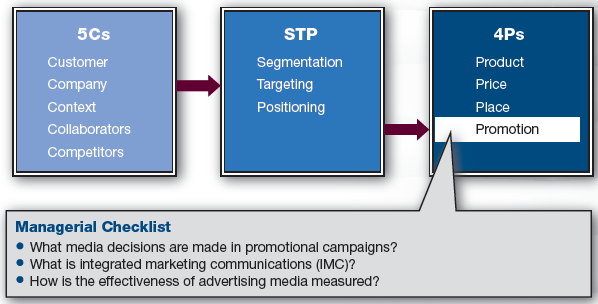 5Cs
Customer
Company
Context
Collaborators
Competitors
STP
Segmentation
Targeting
Positioning
4Ps
Product
Price
Place
Promotion
Managerial Checklist
• What media decisions are made in promotional campaigns?
• What is integrated marketing communications (IMC)?
• How is the effectiveness of advertising media measured?